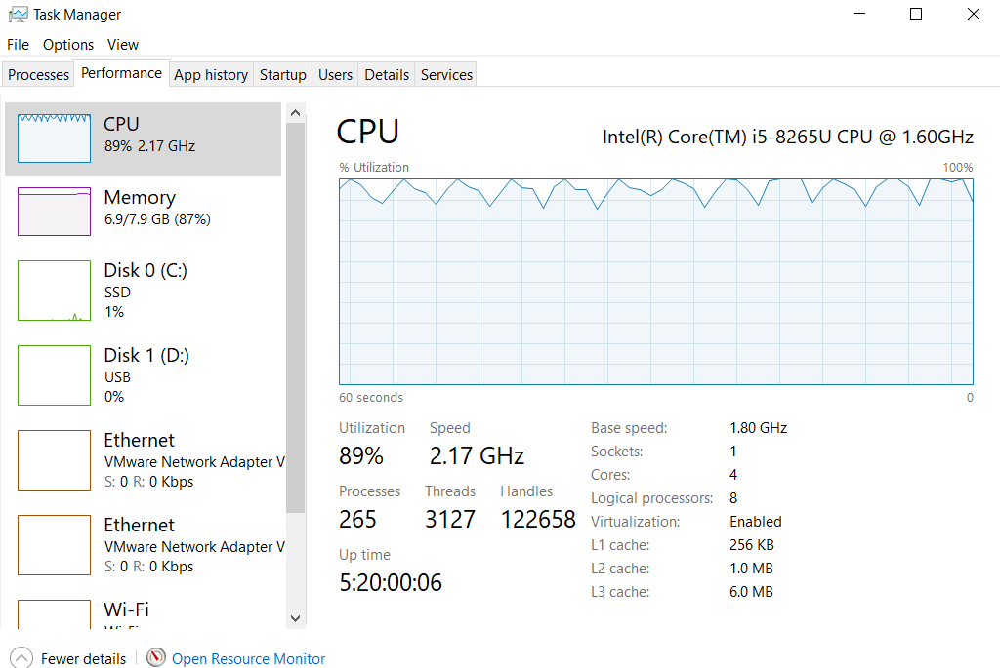 Task Manager
File Options View
Processes Performance App history Startup Users Details Services
CPU
89% 2.17 GHz
Memory
6.9/7.9 GB (87%)
Disk 0 (C:)
SSD
1%
Disk 1 (D:)
USB
0%
Ethernet
VMware Network Adapter V
S: 0 R: 0 Kbps
Ethernet
VMware Network Adapter V
S: 0 R: 0 Kbps
Wi-Fi
CPU Intel(R) Core(TM) i5-8265U CPU @ 1.60GHz
% Utilization 100%
60 seconds 0
Utilization Speed
89% 2.17 GHz
Processes Threads Handles
265 3127 122658
Up time
5:20:00:06
Base speed: 1.80 GHz
Sockets: 1
Cores: 4
Logical processors: 8
Virtualization: Enabled
L1 cache: 256 KB
L2 cache: 1.0 MB
L3 cache: 6.0 MB
Fewer details Open Resource Monitor